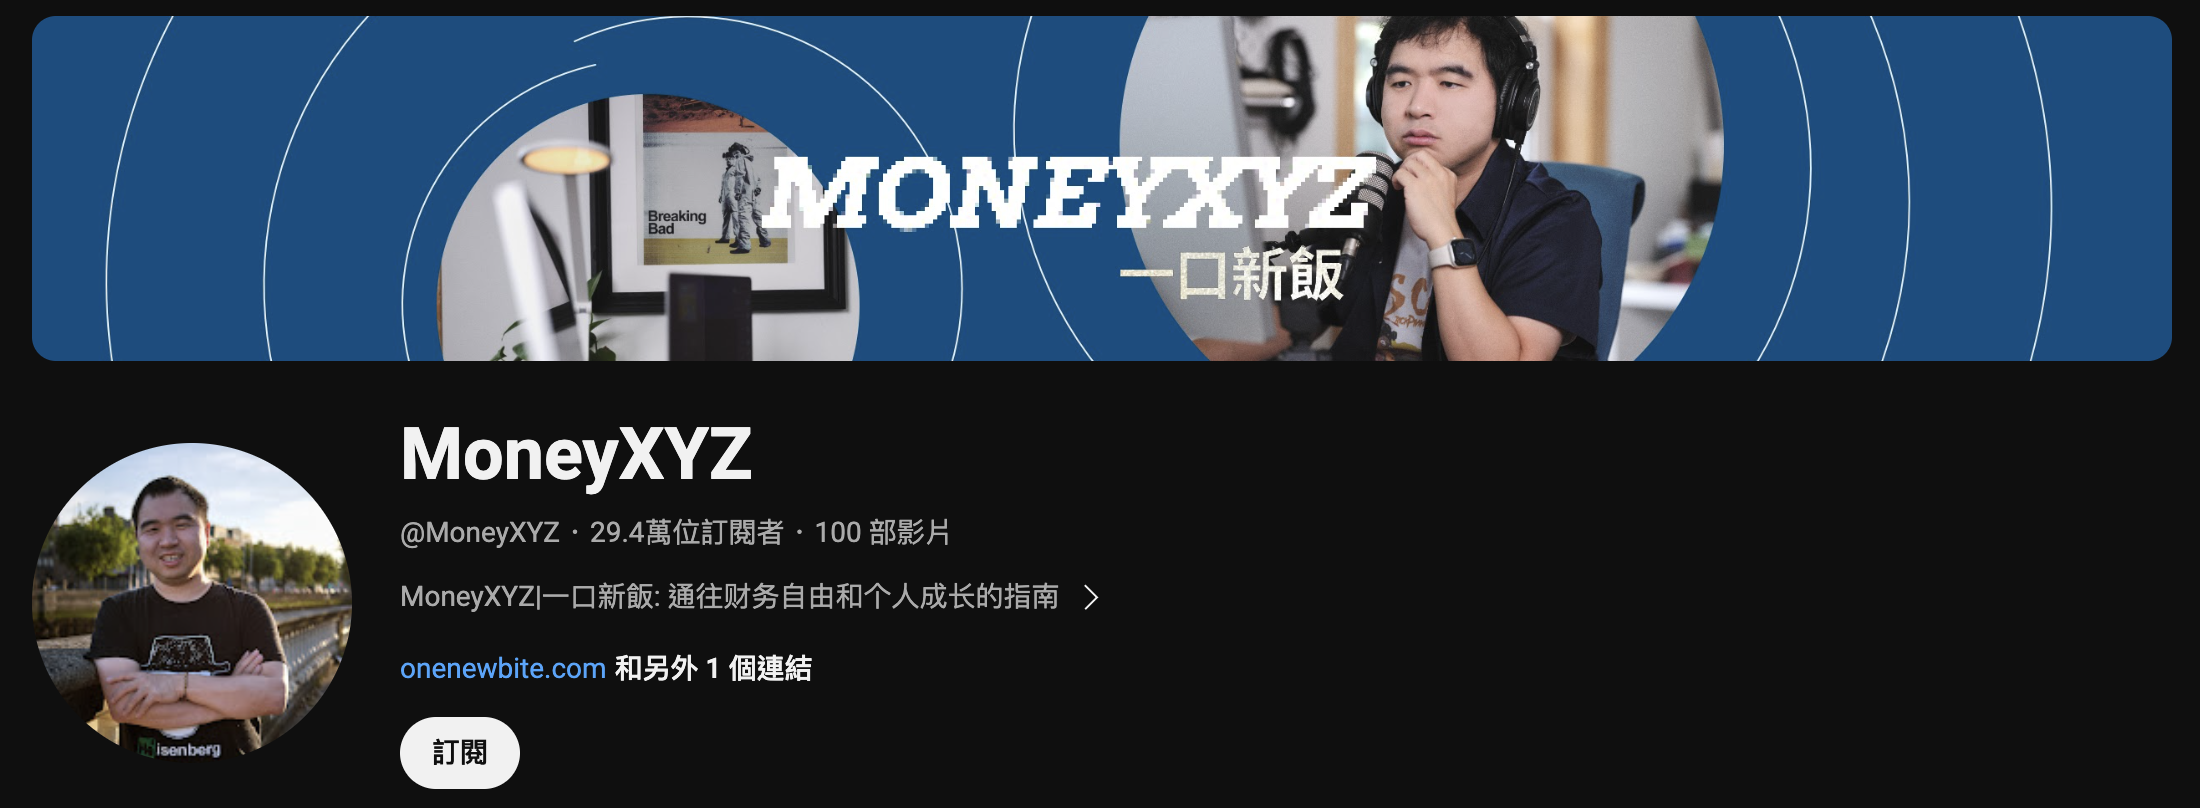 Breaking
Bad
MONEYXYZ
一口新飯
MoneyXYZ
@MoneyXYZ · 29.4萬位訂閱者 · 100 部影片
MoneyXYZ|一口新飯: 通往财务自由和个人成长的指南
onenewbite.com 和另外 1 個連結
訂閱
isenberg